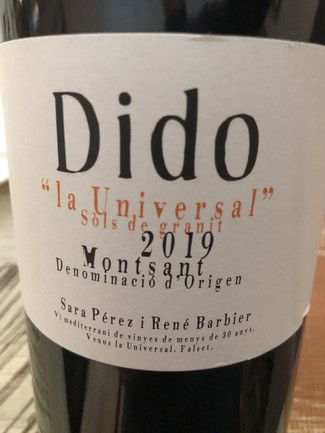 Dido
“la Universal”
Sòls de granit
2019
Montsant
Denominació d'Origen
Sara Pérez i René Barbier
Vi mediterrani de vinyes de menys de 30 anys.
Venus la Universal. Falset.